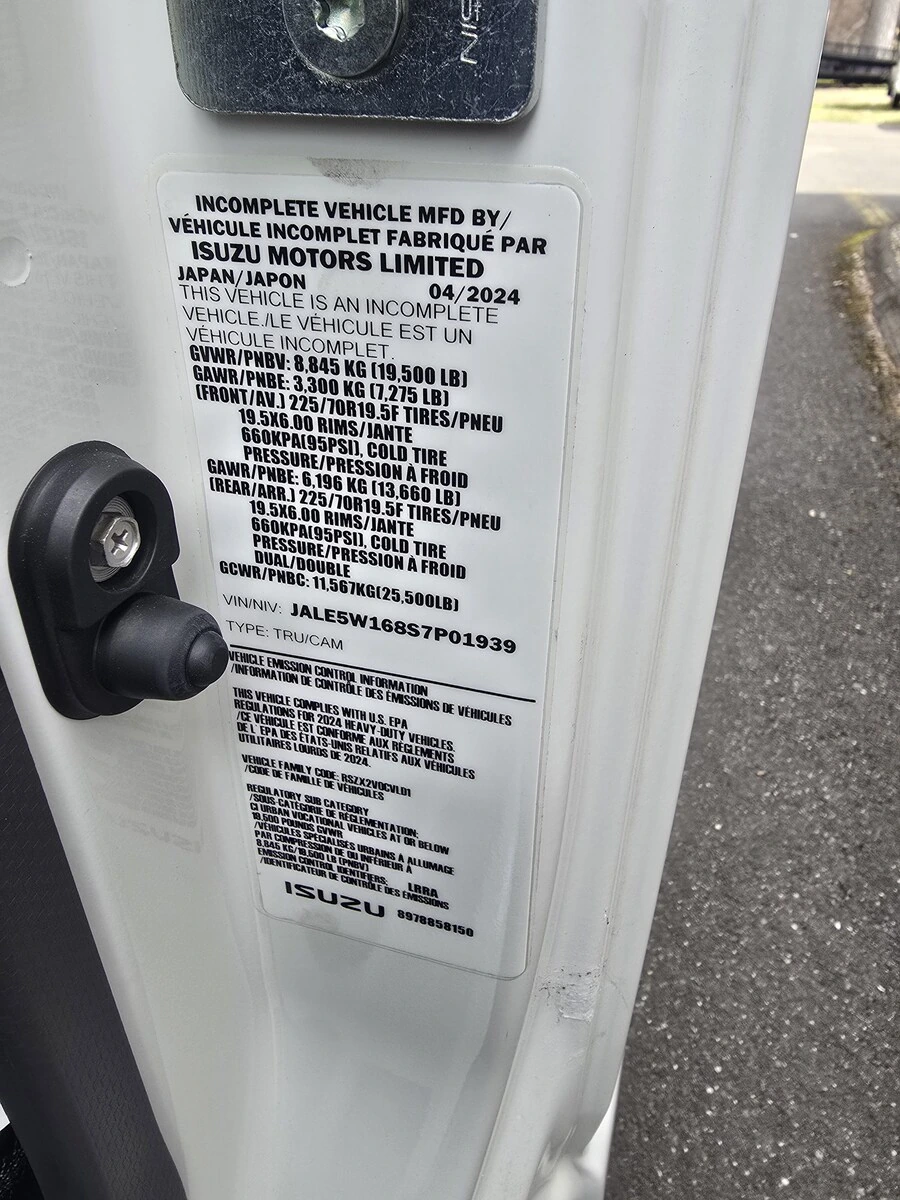 NISIN
INCOMPLETE VEHICLE MFD BY/
VÉHICULE INCOMPLET FABRIQUÉ PAR
ISUZU MOTORS LIMITED
JAPAN/JAPON 04/2024
THIS VEHICLE IS AN INCOMPLETE
VEHICLE./LE VÉHICULE EST UN
VÉHICULE INCOMPLET.
GVWR/PNBV: 8,845 KG (19,500 LB)
GAWR/PNBE: 3,300 KG (7,275 LB)
(FRONT/AV.) 225/70R19.5F TIRES/PNEU
19.5X6.00 RIMS/JANTE
660KPA(95PSI), COLD TIRE
PRESSURE/PRESSION À FROID
GAWR/PNBE: 6,196 KG (13,660 LB)
(REAR/ARR.) 225/70R19.5F TIRES/PNEU
19.5X6.00 RIMS/JANTE
660KPA(95PSI), COLD TIRE
PRESSURE/PRESSION À FROID
DUAL/DOUBLE
GCWR/PNBC: 11,567KG(25,500LB)
VIN/NIV: JALE5W168S7P01939
TYPE: TRU/CAM
VEHICLE EMISSION CONTROL INFORMATION
/INFORMATION DE CONTRÔLE DES ÉMISSIONS DE VÉHICULES
THIS VEHICLE COMPLIES WITH U.S. EPA
REGULATIONS FOR 2024 HEAVY-DUTY VEHICLES.
/CE VÉHICULE EST CONFORME AUX RÈGLEMENTS
DE L' EPA DES ÉTATS-UNIS RELATIFS AUX VÉHICULES
UTILITAIRES LOURDS DE 2024.
VEHICLE FAMILY CODE: RSZX2VOCVLD1
/CODE DE FAMILLE DE VÉHICULES
REGULATORY SUB CATEGORY
/SOUS-CATÉGORIE DE RÉGLEMENTATION:
CI URBAN VOCATIONAL VEHICLES AT OR BELOW
19,500 POUNDS GVWR
/VÉHICULES SPÉCIALISÉS URBAINS À ALLUMAGE
PAR COMPRESSION DE OU INFÉRIEUR À
8,845 KG/19,500 LB (PNBV)
EMISSION CONTROL IDENTIFIERS: LRRA
/IDENTIFICATEUR DE CONTRÔLE DES ÉMISSIONS
ISUZU 8978858150